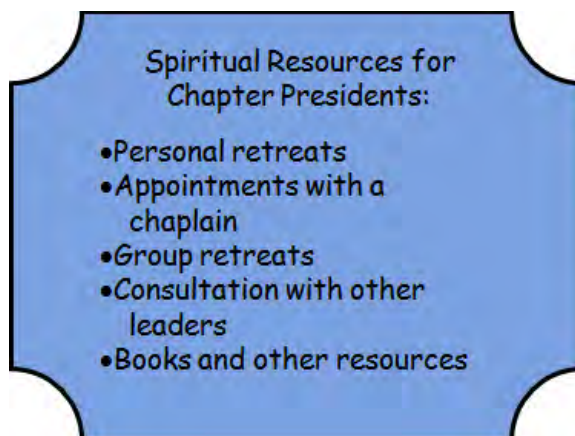 Spiritual Resources for
Chapter Presidents:
•Personal retreats
•Appointments with a
chaplain
•Group retreats
•Consultation with other
leaders
•Books and other resources